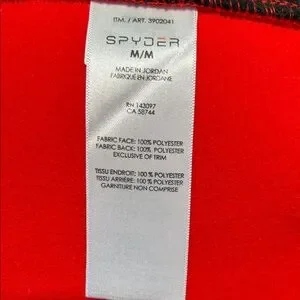 ITM. / ART. 3902041
SPYDER
M/M
MADE IN JORDAN
FABRIQUE EN JORDANIE
RN 143097
CA 58744
FABRIC FACE: 100% POLYESTER
FABRIC BACK: 100% POLYESTER
EXCLUSIVE OF TRIM
TISSU ENDROIT: 100 % POLYESTER
TISSU ARRIÈRE: 100 % POLYESTER
GARNITURE NON COMPRISE